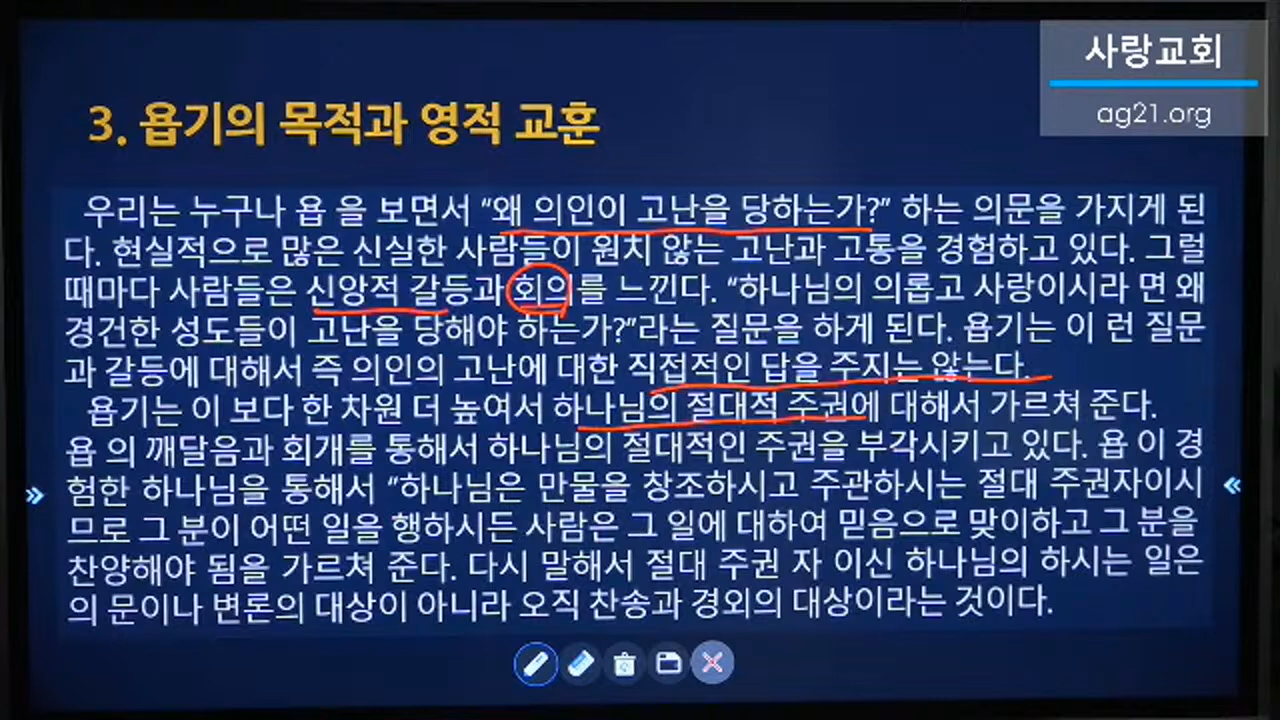 사랑교회
ag21.org
3. 욥기의 목적과 영적 교훈
우리는 누구나 욥 을 보면서 “왜 의인이 고난을 당하는가?” 하는 의문을 가지게 된
다. 현실적으로 많은 신실한 사람들이 원치 않는 고난과 고통을 경험하고 있다. 그럴
때마다 사람들은 신앙적 갈등과 회의를 느낀다. “하나님의 의롭고 사랑이시라 면 왜
경건한 성도들이 고난을 당해야 하는가?”라는 질문을 하게 된다. 욥기는 이 런 질문
과 갈등에 대해서 즉 의인의 고난에 대한 직접적인 답을 주지는 않는다.
욥기는 이 보다 한 차원 더 높여서 하나님의 절대적 주권에 대해서 가르쳐 준다.
욥 의 깨달음과 회개를 통해서 하나님의 절대적인 주권을 부각시키고 있다. 욥 이 경
험한 하나님을 통해서 “하나님은 만물을 창조하시고 주관하시는 절대 주권자이시
므로 그 분이 어떤 일을 행하시든 사람은 그 일에 대하여 믿음으로 맞이하고 그 분을
찬양해야 됨을 가르쳐 준다. 다시 말해서 절대 주권 자 이신 하나님의 하시는 일은
의 문이나 변론의 대상이 아니라 오직 찬송과 경외의 대상이라는 것이다.